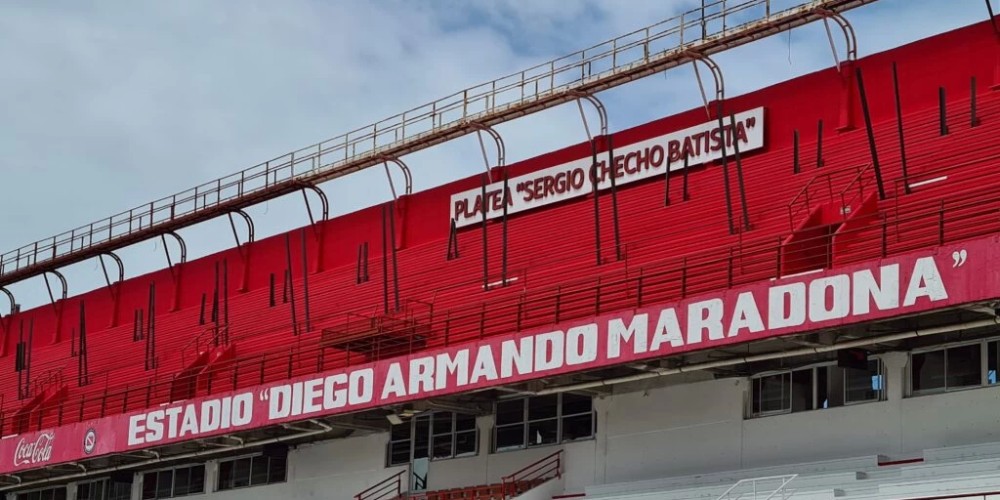 PLATEA "SERGIO CHECHO BATISTA"
ESTADIO "DIEGO ARMANDO MARADONA"
Coca-Cola